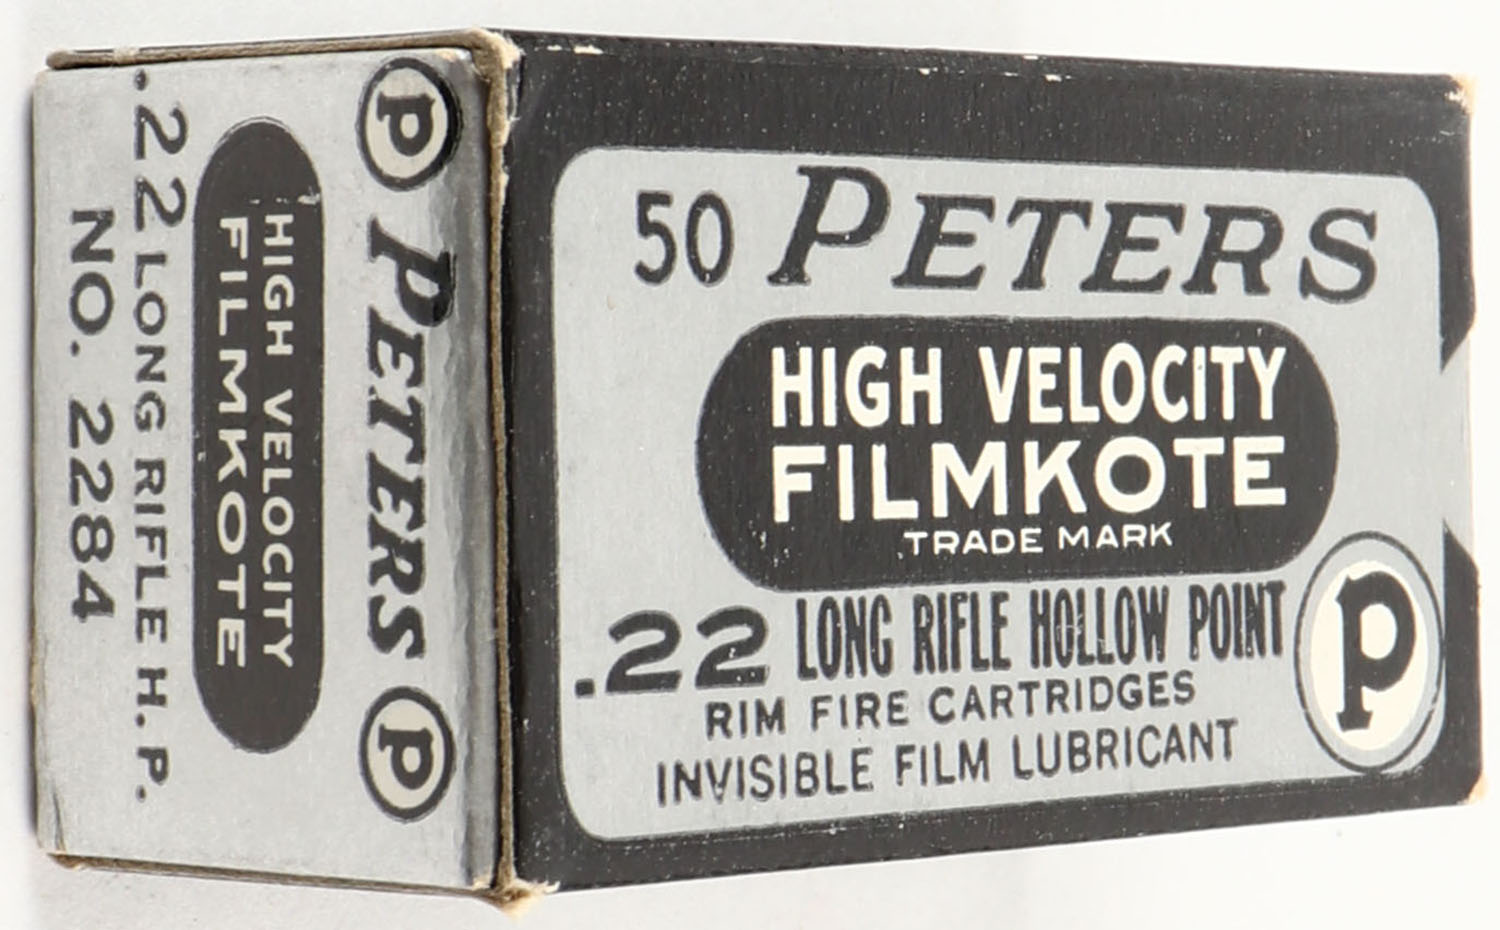 50 PETERS
HIGH VELOCITY
FILMKOTE
TRADE MARK
.22 LONG RIFLE HOLLOW POINT
RIM FIRE CARTRIDGES
INVISIBLE FILM LUBRICANT
P
P PETERS P
HIGH VELOCITY
FILMKOTE
.22 LONG RIFLE H.P.
NO. 2284